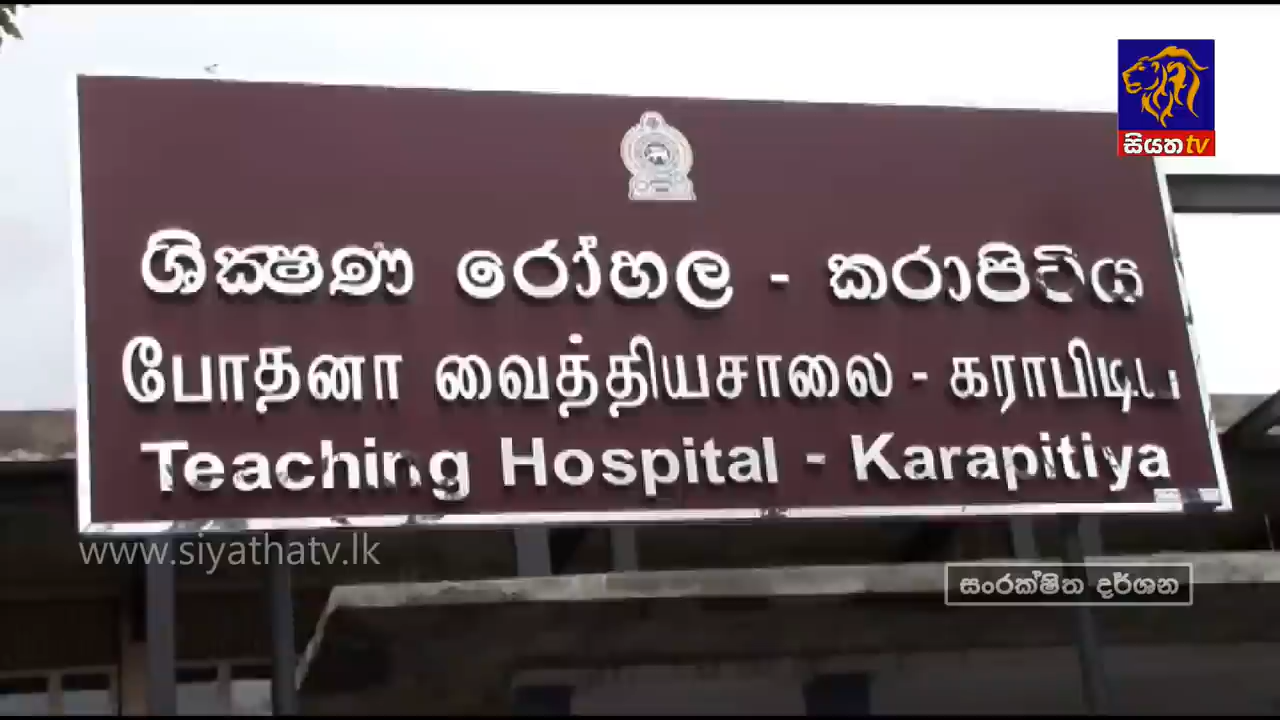 සියත tv
ශික්ෂණ රෝහල - කරාපිටිය
போதனா வைத்தியசாலை - கராபிடிய
Teaching Hospital - Karapitiya
www.siyathatv.lk
සංරක්ෂිත දර්ශන